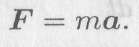 F = ma.